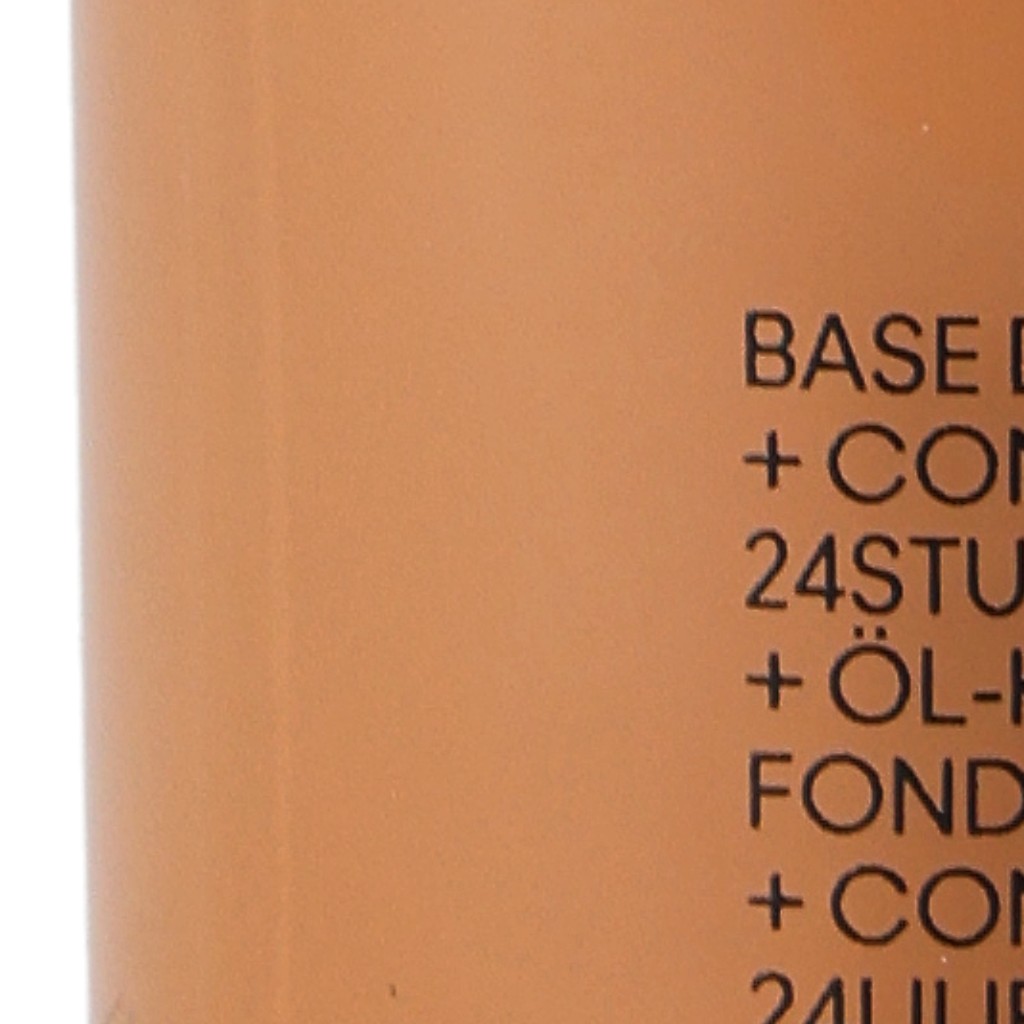 BASE
+ CON
24STU
+ ÖL-
FOND
+ CON